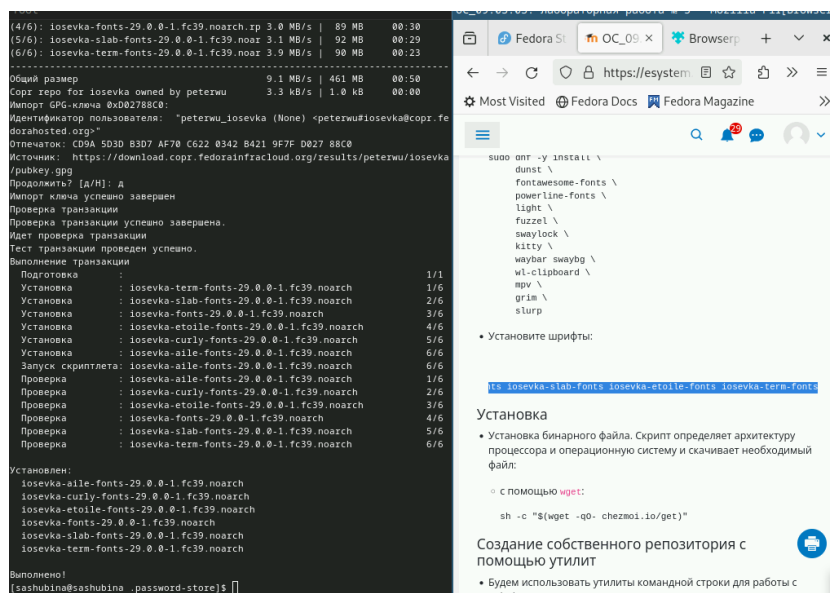 (4/6): iosevka-fonts-29.0.0-1.fc39.noarch.rp 3.0 MB/s | 89 MB 00:30
(5/6): iosevka-slab-fonts-29.0.0-1.fc39.noar 3.1 MB/s | 92 MB 00:29
(6/6): iosevka-term-fonts-29.0.0-1.fc39.noar 3.9 MB/s | 90 MB 00:23
--------------------------------------------------------------------------------
Общий размер 9.1 MB/s | 461 MB 00:50
Copr repo for iosevka owned by peterwu 3.3 kB/s | 1.0 kB 00:00
Импорт GPG-ключа 0xD02788C0:
Идентификатор пользователя: "peterwu_iosevka (None) <peterwu#iosevka@copr.fe
dorahosted.org>"
Отпечаток: CD9A 5D3D B3D7 AF70 C622 0342 B421 9F7F D027 88C0
Источник: https://download.copr.fedorainfracloud.org/results/peterwu/iosevka
/pubkey.gpg
Продолжить? [д/Н]: д
Импорт ключа успешно завершен
Проверка транзакции
Проверка транзакции успешно завершена.
Идет проверка транзакции
Тест транзакции проведен успешно.
Выполнение транзакции
Подготовка : 1/1
Установка : iosevka-term-fonts-29.0.0-1.fc39.noarch 1/6
Установка : iosevka-slab-fonts-29.0.0-1.fc39.noarch 2/6
Установка : iosevka-fonts-29.0.0-1.fc39.noarch 3/6
Установка : iosevka-etoile-fonts-29.0.0-1.fc39.noarch 4/6
Установка : iosevka-curly-fonts-29.0.0-1.fc39.noarch 5/6
Установка : iosevka-aile-fonts-29.0.0-1.fc39.noarch 6/6
Запуск скриптлета: iosevka-aile-fonts-29.0.0-1.fc39.noarch 6/6
Проверка : iosevka-aile-fonts-29.0.0-1.fc39.noarch 1/6
Проверка : iosevka-curly-fonts-29.0.0-1.fc39.noarch 2/6
Проверка : iosevka-etoile-fonts-29.0.0-1.fc39.noarch 3/6
Проверка : iosevka-fonts-29.0.0-1.fc39.noarch 4/6
Проверка : iosevka-slab-fonts-29.0.0-1.fc39.noarch 5/6
Проверка : iosevka-term-fonts-29.0.0-1.fc39.noarch 6/6
Установлен:
iosevka-aile-fonts-29.0.0-1.fc39.noarch
iosevka-curly-fonts-29.0.0-1.fc39.noarch
iosevka-etoile-fonts-29.0.0-1.fc39.noarch
iosevka-fonts-29.0.0-1.fc39.noarch
iosevka-slab-fonts-29.0.0-1.fc39.noarch
iosevka-term-fonts-29.0.0-1.fc39.noarch
Выполнено!
[sashubina@sashubina .password-store]$
Fedora St
OC_09.
Browserp
https://esystem
Most Visited Fedora Docs Fedora Magazine
29
sudo dnf -y install \
dunst \
fontawesome-fonts \
powerline-fonts \
light \
fuzzel \
swaylock \
kitty \
waybar swaybg \
wl-clipboard \
mpv \
grim \
slurp
• Установите шрифты:
nts iosevka-slab-fonts iosevka-etoile-fonts iosevka-term-fonts
Установка
• Установка бинарного файла. Скрипт определяет архитектуру
процессора и операционную систему и скачивает необходимый
файл:
◦ с помощью wget:
sh -c "$(wget -qO- chezmoi.io/get)"
Создание собственного репозитория с
помощью утилит
• Будем использовать утилиты командной строки для работы с